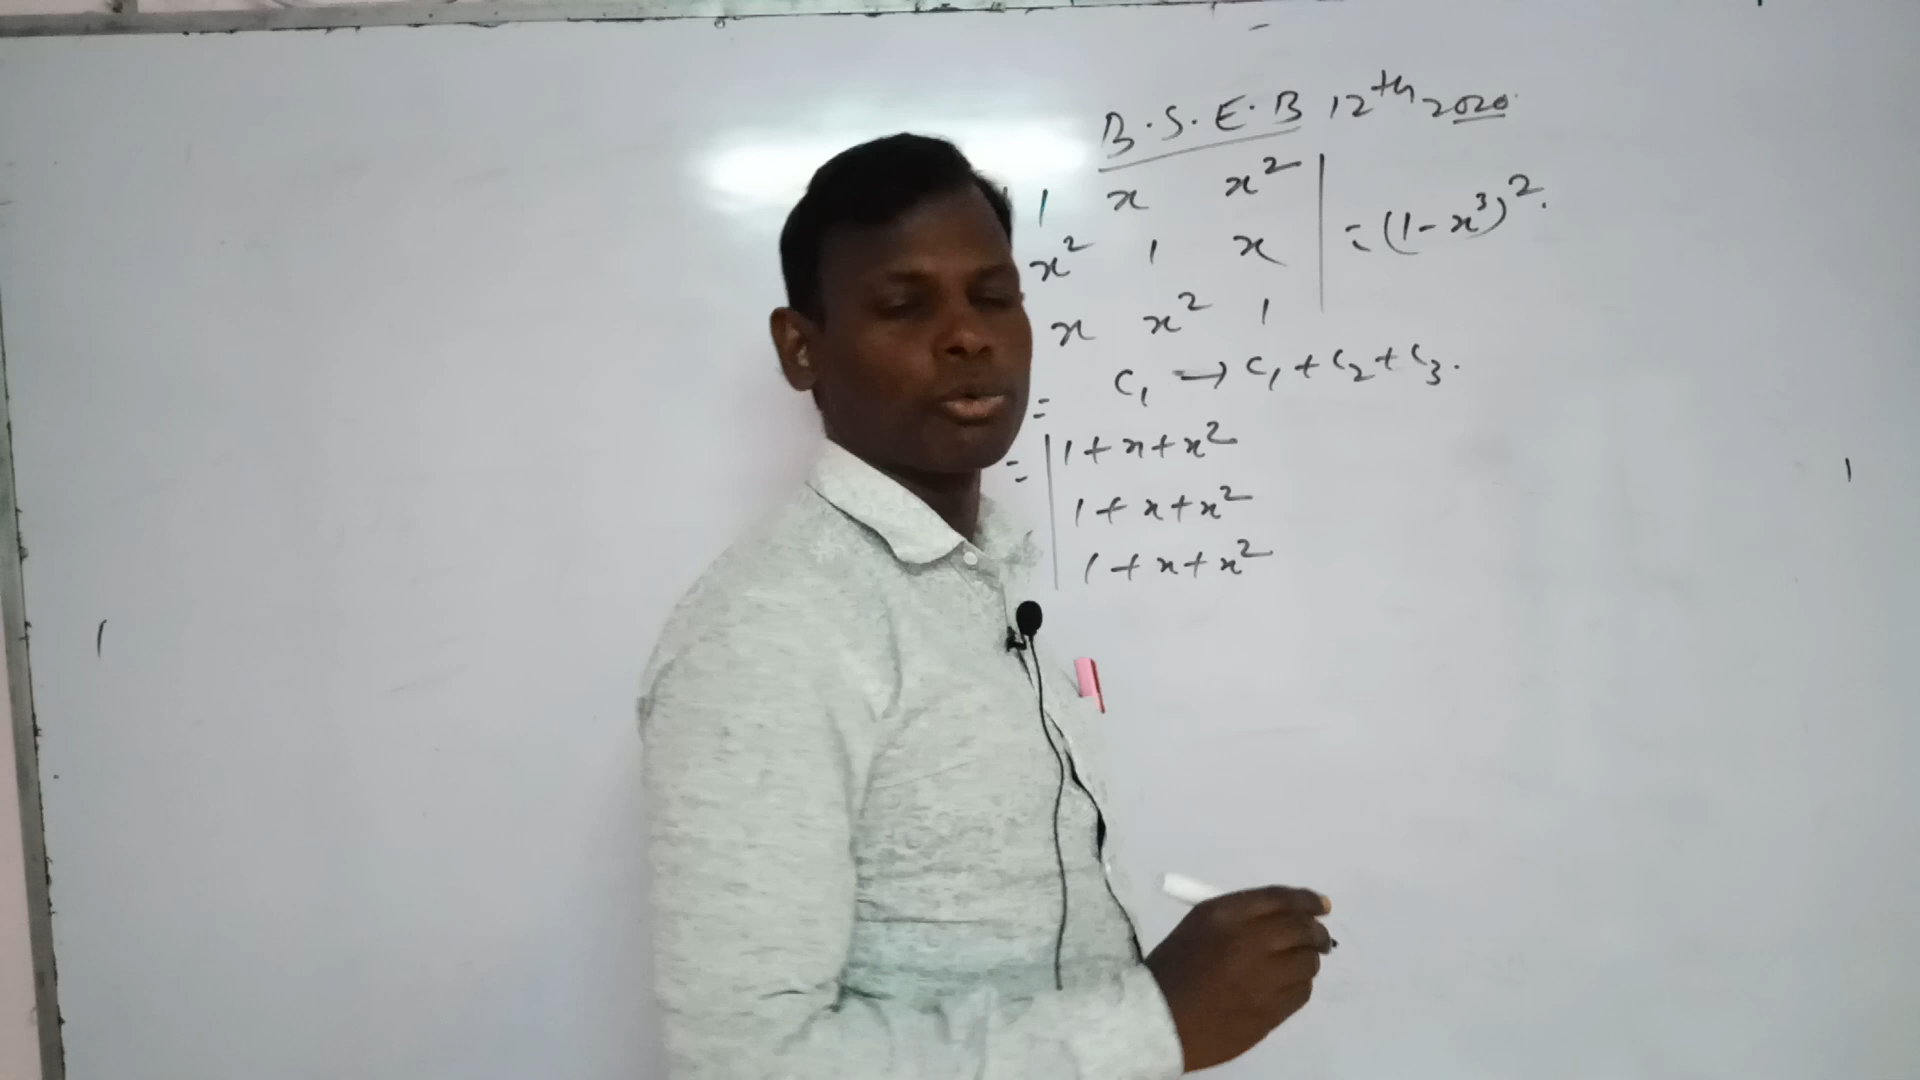 B.S.E.B 12th 2020
1 x x² | = (1-x³)².
x² 1 x
x x² 1
= C₁ → C₁ + C₂ + C₃.
= | 1 + x + x²
1 + x + x²
1 + x + x²